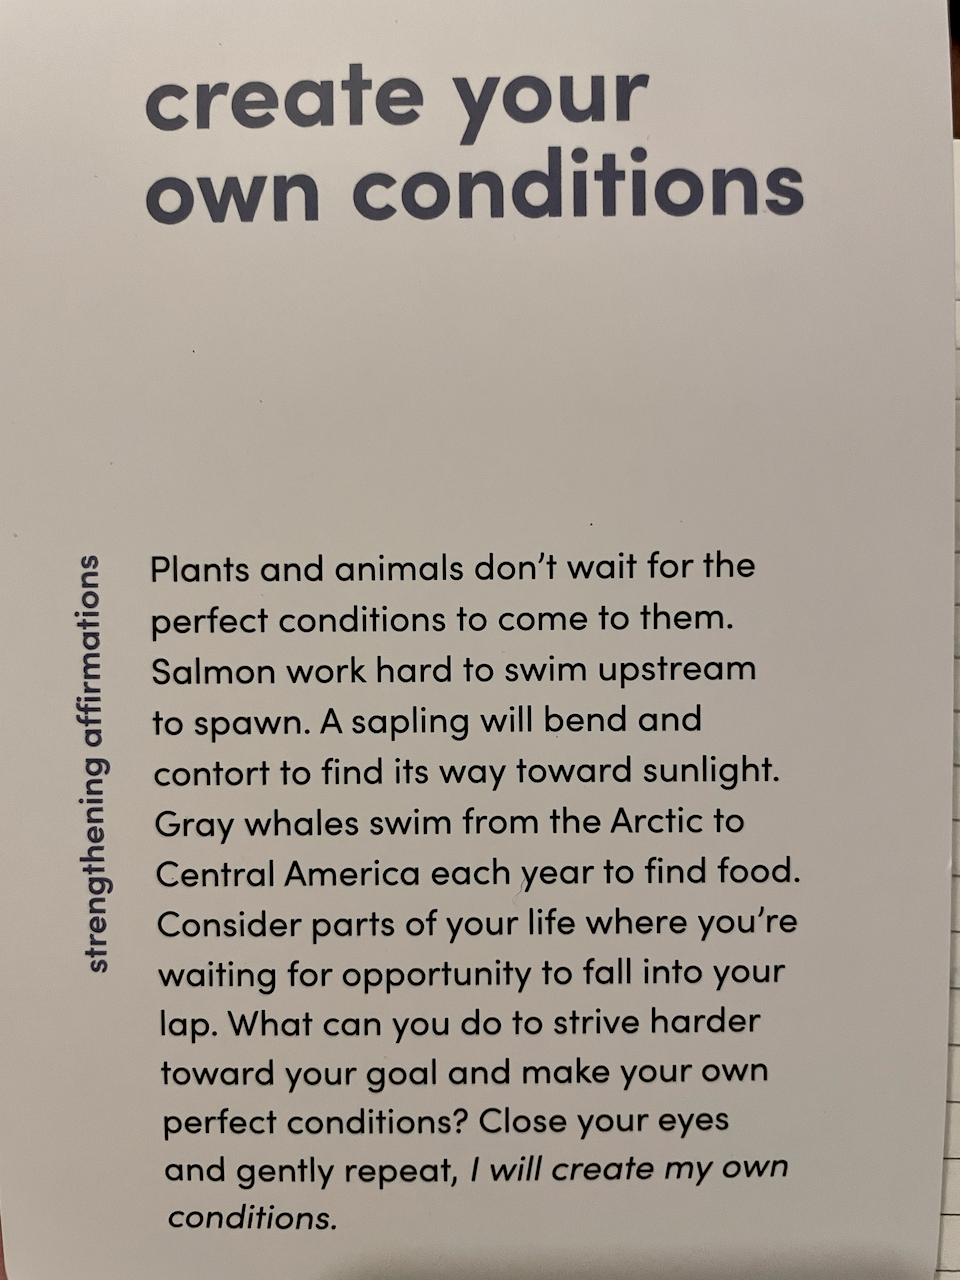 create your
own conditions
strengthening affirmations
Plants and animals don't wait for the
perfect conditions to come to them.
Salmon work hard to swim upstream
to spawn. A sapling will bend and
contort to find its way toward sunlight.
Gray whales swim from the Arctic to
Central America each year to find food.
Consider parts of your life where you're
waiting for opportunity to fall into your
lap. What can you do to strive harder
toward your goal and make your own
perfect conditions? Close your eyes
and gently repeat, I will create my own
conditions.